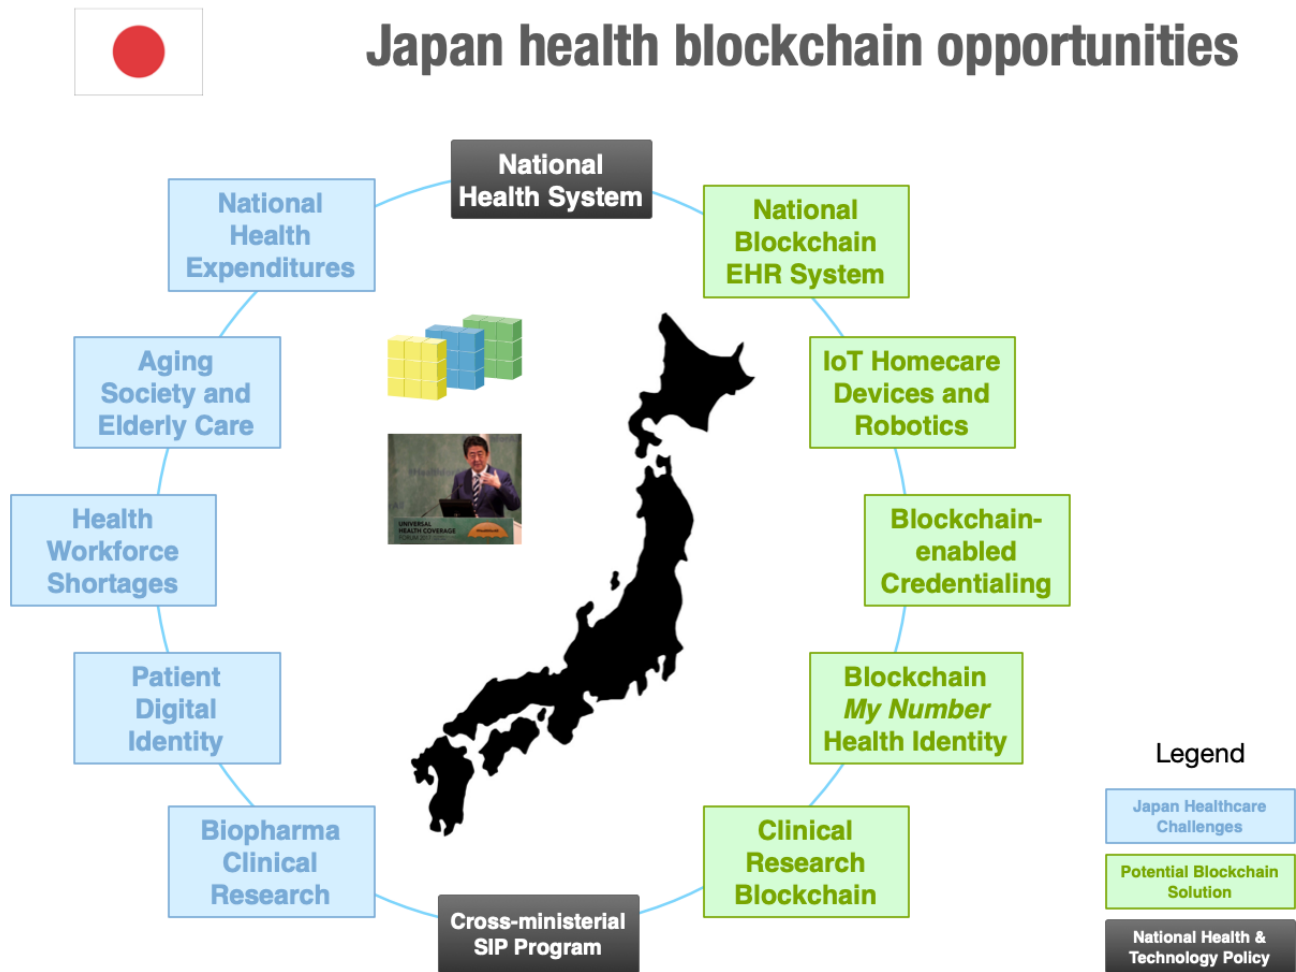 Japan health blockchain opportunities
National
Health System
National
Health
Expenditures
National
Blockchain
EHR System
Aging
Society and
Elderly Care
IoT Homecare
Devices and
Robotics
UNIVERSAL
HEALTH COVERAGE
Health
Workforce
Shortages
Blockchain-
enabled
Credentialing
Patient
Digital
Identity
Blockchain
My Number
Health Identity
Biopharma
Clinical
Research
Clinical
Research
Blockchain
Cross-ministerial
SIP Program
Legend
Japan Healthcare
Challenges
Potential Blockchain
Solution
National Health &
Technology Policy